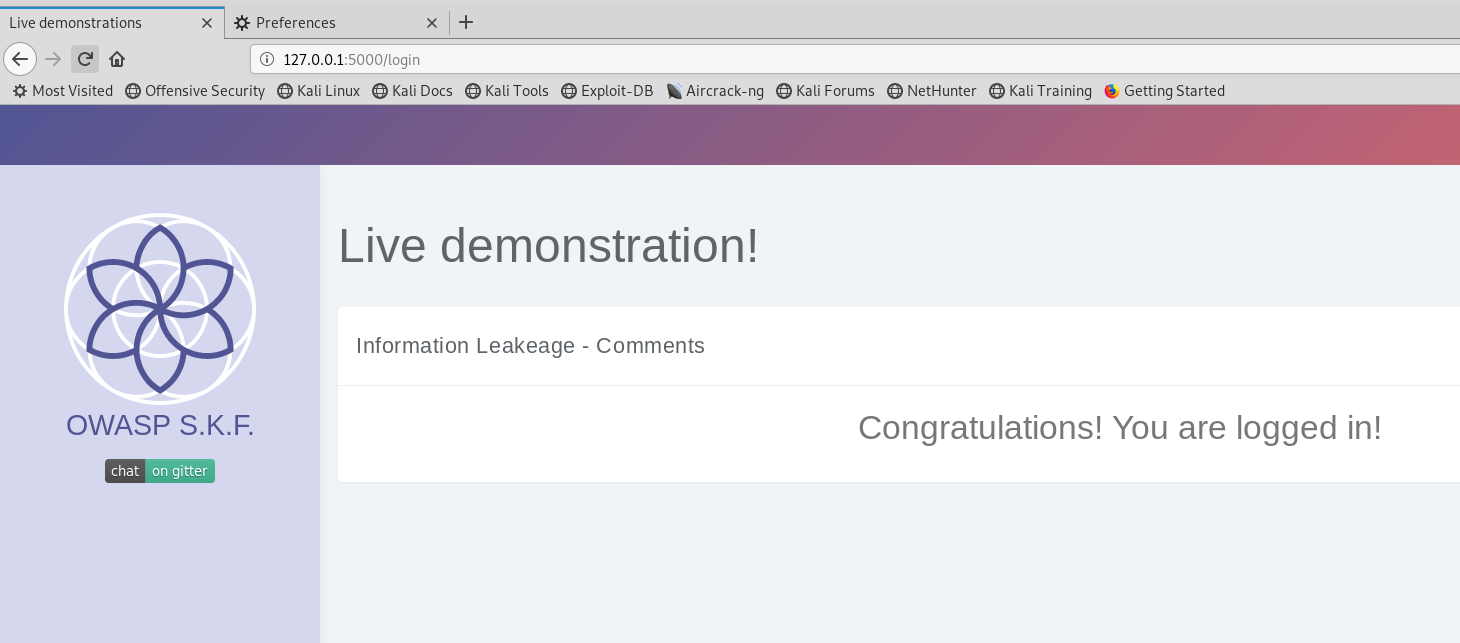 Live demonstrations
Preferences
127.0.0.1:5000/login
Most Visited Offensive Security Kali Linux Kali Docs Kali Tools Exploit-DB Aircrack-ng Kali Forums NetHunter Kali Training Getting Started
OWASP S.K.F.
chat on gitter
Live demonstration!
Information Leakeage - Comments
Congratulations! You are logged in!